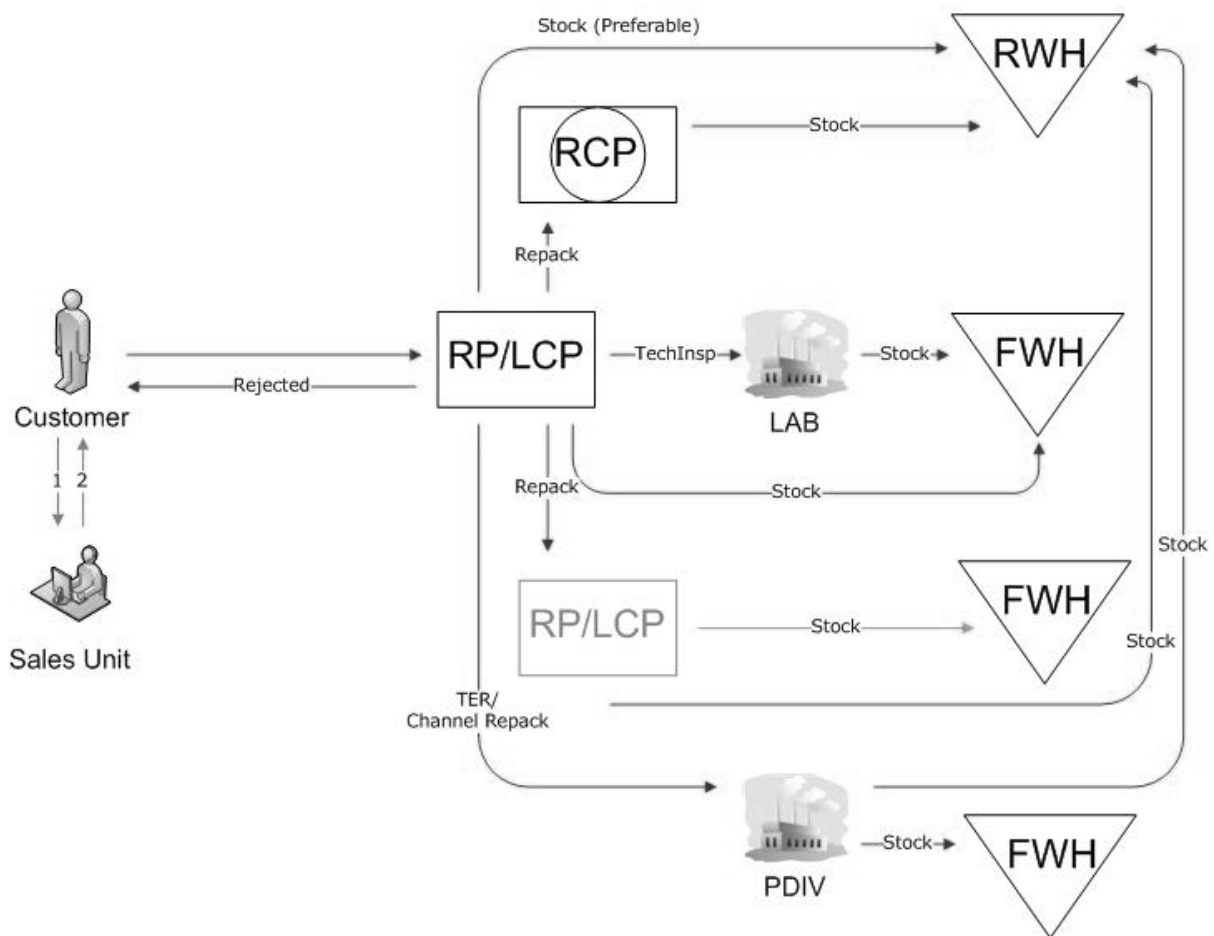 Stock (Preferable)
RWH
RCP
Stock
Repack
RP/LCP
TechInsp
Stock
FWH
Rejected
LAB
Customer
1
2
Repack
Stock
Stock
FWH
RP/LCP
Stock
Stock
Sales Unit
TER/
Channel Repack
Stock
FWH
PDIV